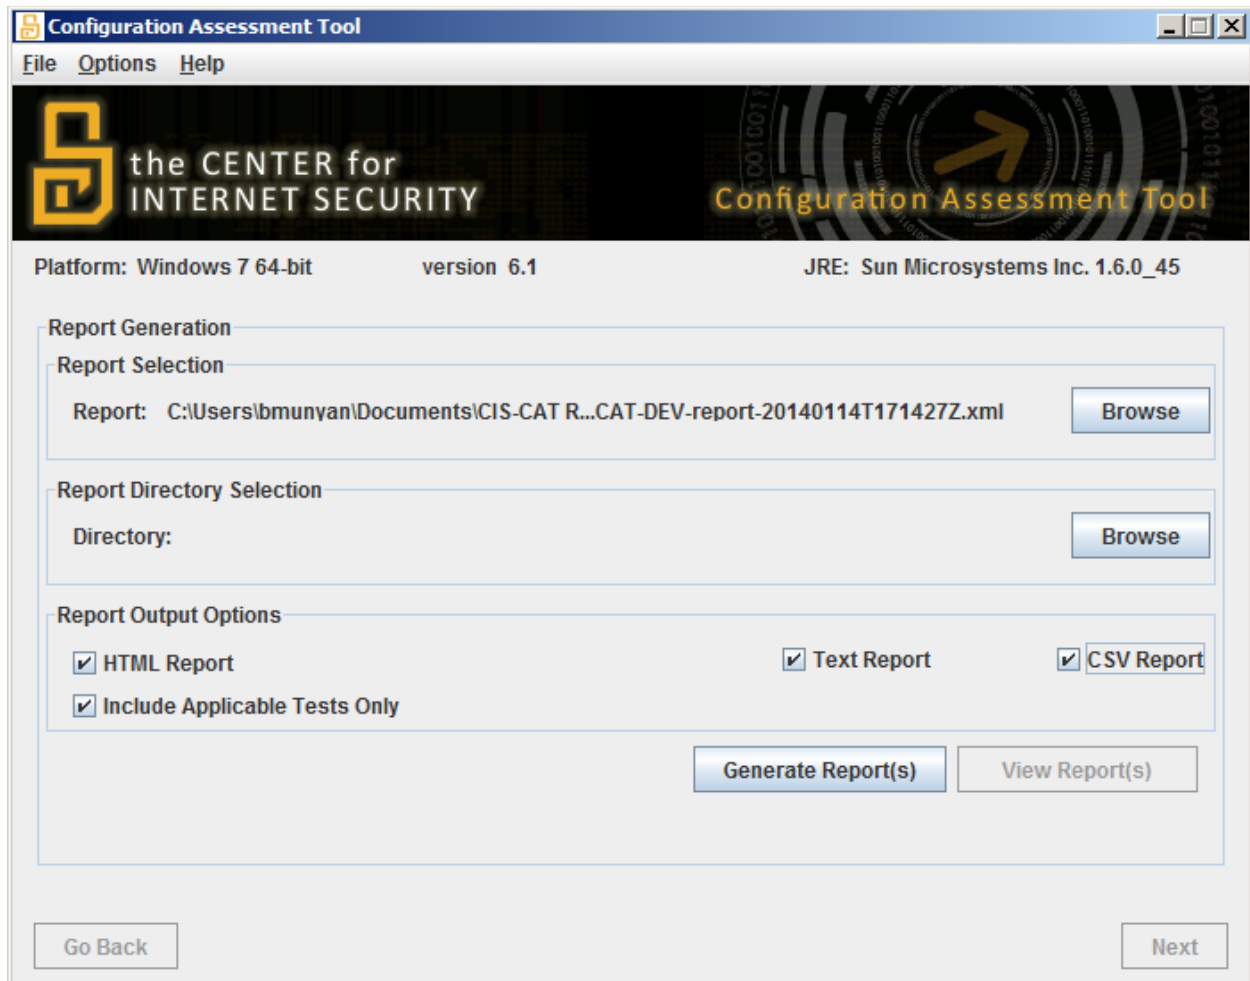 Configuration Assessment Tool
File Options Help
the CENTER for
INTERNET SECURITY
Configuration Assessment Tool
Platform: Windows 7 64-bit version 6.1 JRE: Sun Microsystems Inc. 1.6.0_45
Report Generation
Report Selection
Report: C:\Users\bmunyan\Documents\CIS-CAT R...CAT-DEV-report-20140114T171427Z.xml Browse
Report Directory Selection
Directory: Browse
Report Output Options
HTML Report Text Report CSV Report
Include Applicable Tests Only
Generate Report(s) View Report(s)
Go Back Next